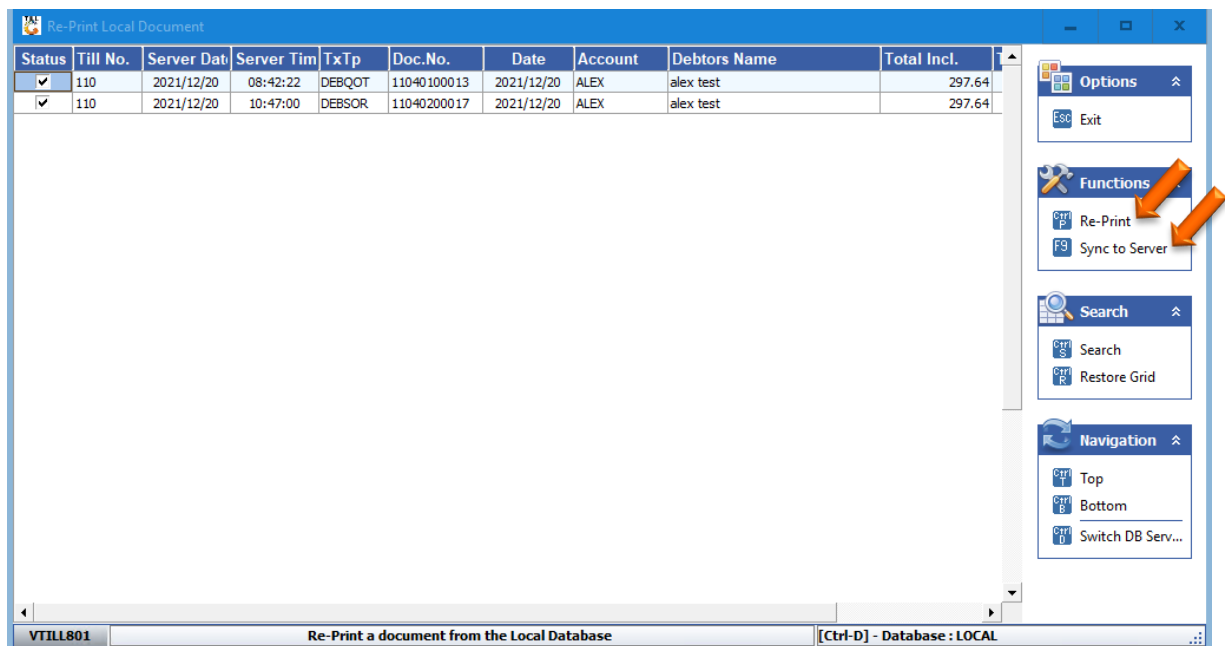 Re-Print Local Document
Status Till No. Server Dat Server Tim TxTp Doc.No. Date Account Debtors Name Total Incl. T
110 2021/12/20 08:42:22 DEBQOT 11040100013 2021/12/20 ALEX alex test 297.64
110 2021/12/20 10:47:00 DEBSOR 11040200017 2021/12/20 ALEX alex test 297.64
Options
Esc Exit
Functions
Ctrl P Re-Print
F9 Sync to Server
Search
Ctrl S Search
Ctrl R Restore Grid
Navigation
Ctrl T Top
Ctrl B Bottom
Ctrl D Switch DB Serv...
VTILL801 Re-Print a document from the Local Database [Ctrl-D] - Database : LOCAL